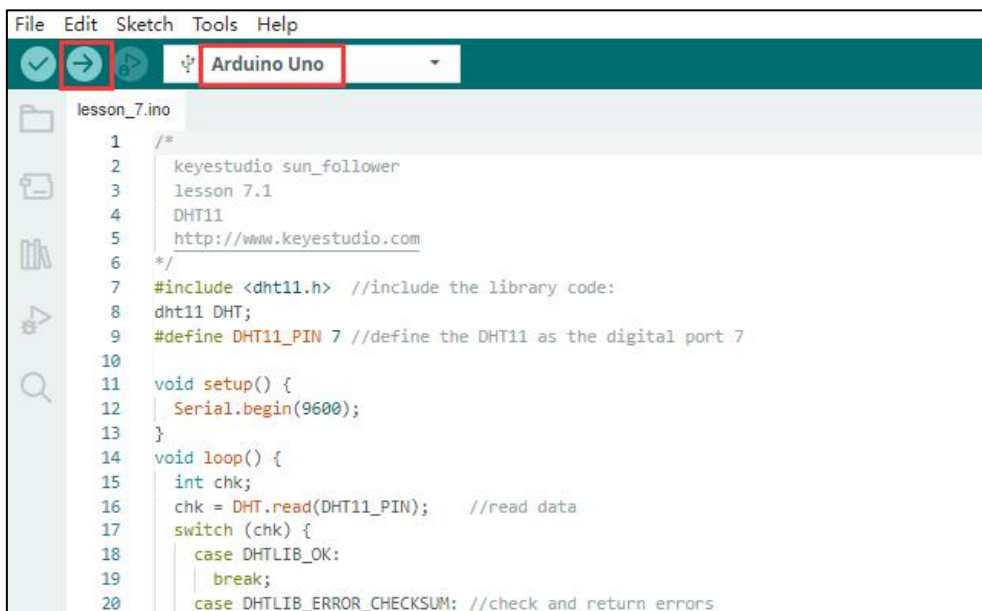 File Edit Sketch Tools Help
Arduino Uno
lesson_7.ino
1 /*
2 keyestudio sun_follower
3 lesson 7.1
4 DHT11
5 http://www.keyestudio.com
6 */
7 #include <dht11.h> //include the library code:
8 dht11 DHT;
9 #define DHT11_PIN 7 //define the DHT11 as the digital port 7
10
11 void setup() {
12 Serial.begin(9600);
13 }
14 void loop() {
15 int chk;
16 chk = DHT.read(DHT11_PIN); //read data
17 switch (chk) {
18 case DHTLIB_OK:
19 break;
20 case DHTLIB_ERROR_CHECKSUM: //check and return errors